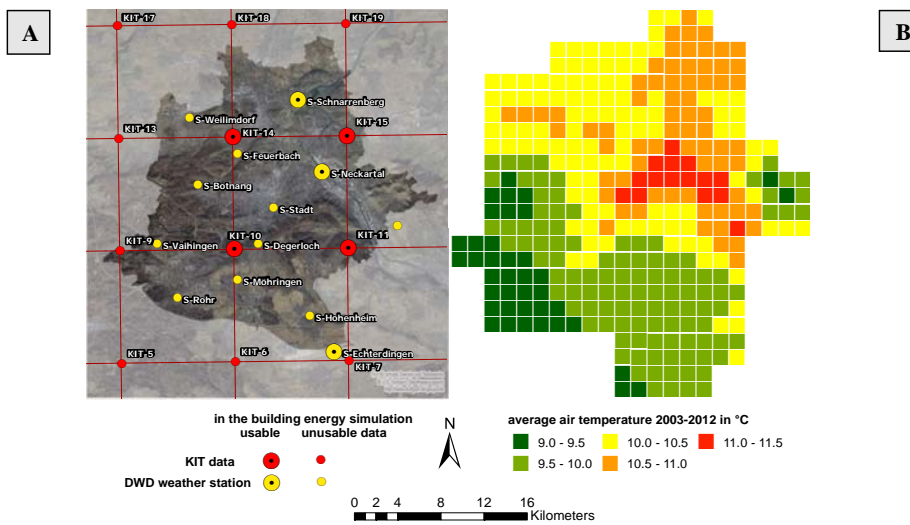 A
B
KIT-17
KIT-18
KIT-19
S-Schnarrenberg
S-Weilimdorf
KIT-13
KIT-14
KIT-15
S-Feuerbach
S-Neckartal
S-Botnang
S-Stadt
KIT-9
S-Vaihingen
KIT-10
S-Degerloch
KIT-11
S-Möhringen
S-Rohr
S-Hohenheim
S-Echterdingen
KIT-5
KIT-6
KIT-7
in the building energy simulation
usable unusable data
KIT data
DWD weather station
N
average air temperature 2003-2012 in °C
9.0 - 9.5 10.0 - 10.5 11.0 - 11.5
9.5 - 10.0 10.5 - 11.0
0 2 4 8 12 16
Kilometers